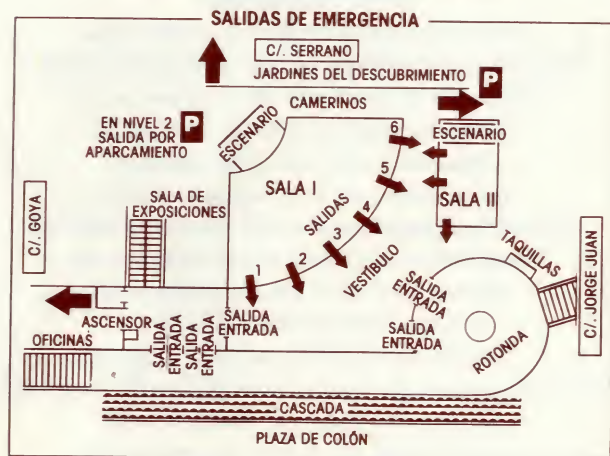 SALIDAS DE EMERGENCIA
C/. SERRANO
JARDINES DEL DESCUBRIMIENTO P
CAMERINOS
EN NIVEL 2 P
SALIDA POR
APARCAMIENTO
ESCENARIO
6
ESCENARIO
SALA I
5
SALA II
SALA DE
EXPOSICIONES
SALIDAS
4
3
2
1
VESTÍBULO
TAQUILLAS
C/. GOYA
C/. JORGE JUAN
SALIDA
ENTRADA
SALIDA
ENTRADA
SALIDA
ENTRADA
ROTONDA
ASCENSOR
OFICINAS
SALIDA
ENTRADA
SALIDA
ENTRADA
CASCADA
PLAZA DE COLÓN